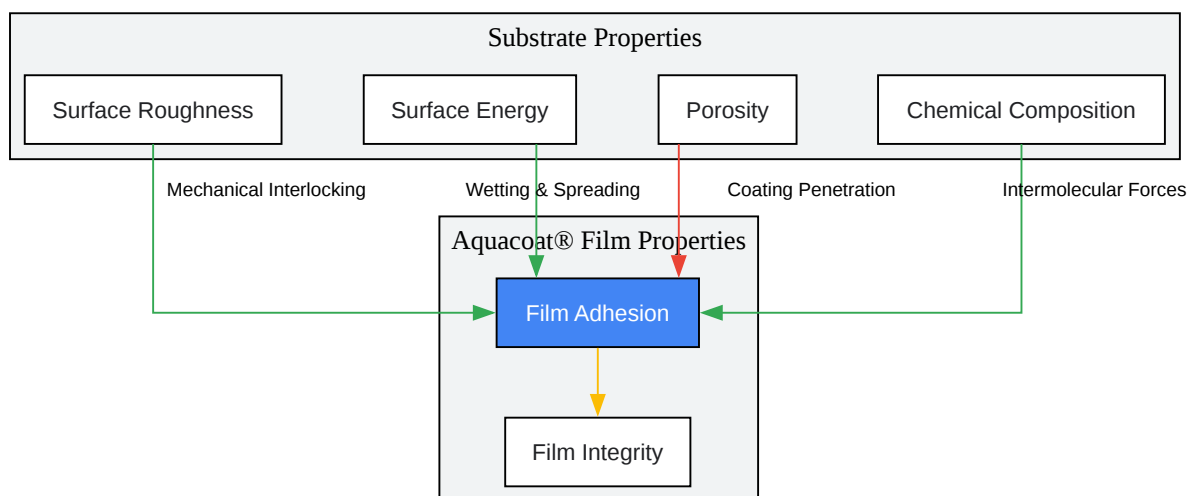 Substrate Properties
Surface Roughness
Surface Energy
Porosity
Chemical Composition
Mechanical Interlocking
Wetting & Spreading
Coating Penetration
Intermolecular Forces
Aquacoat® Film Properties
Film Adhesion
Film Integrity